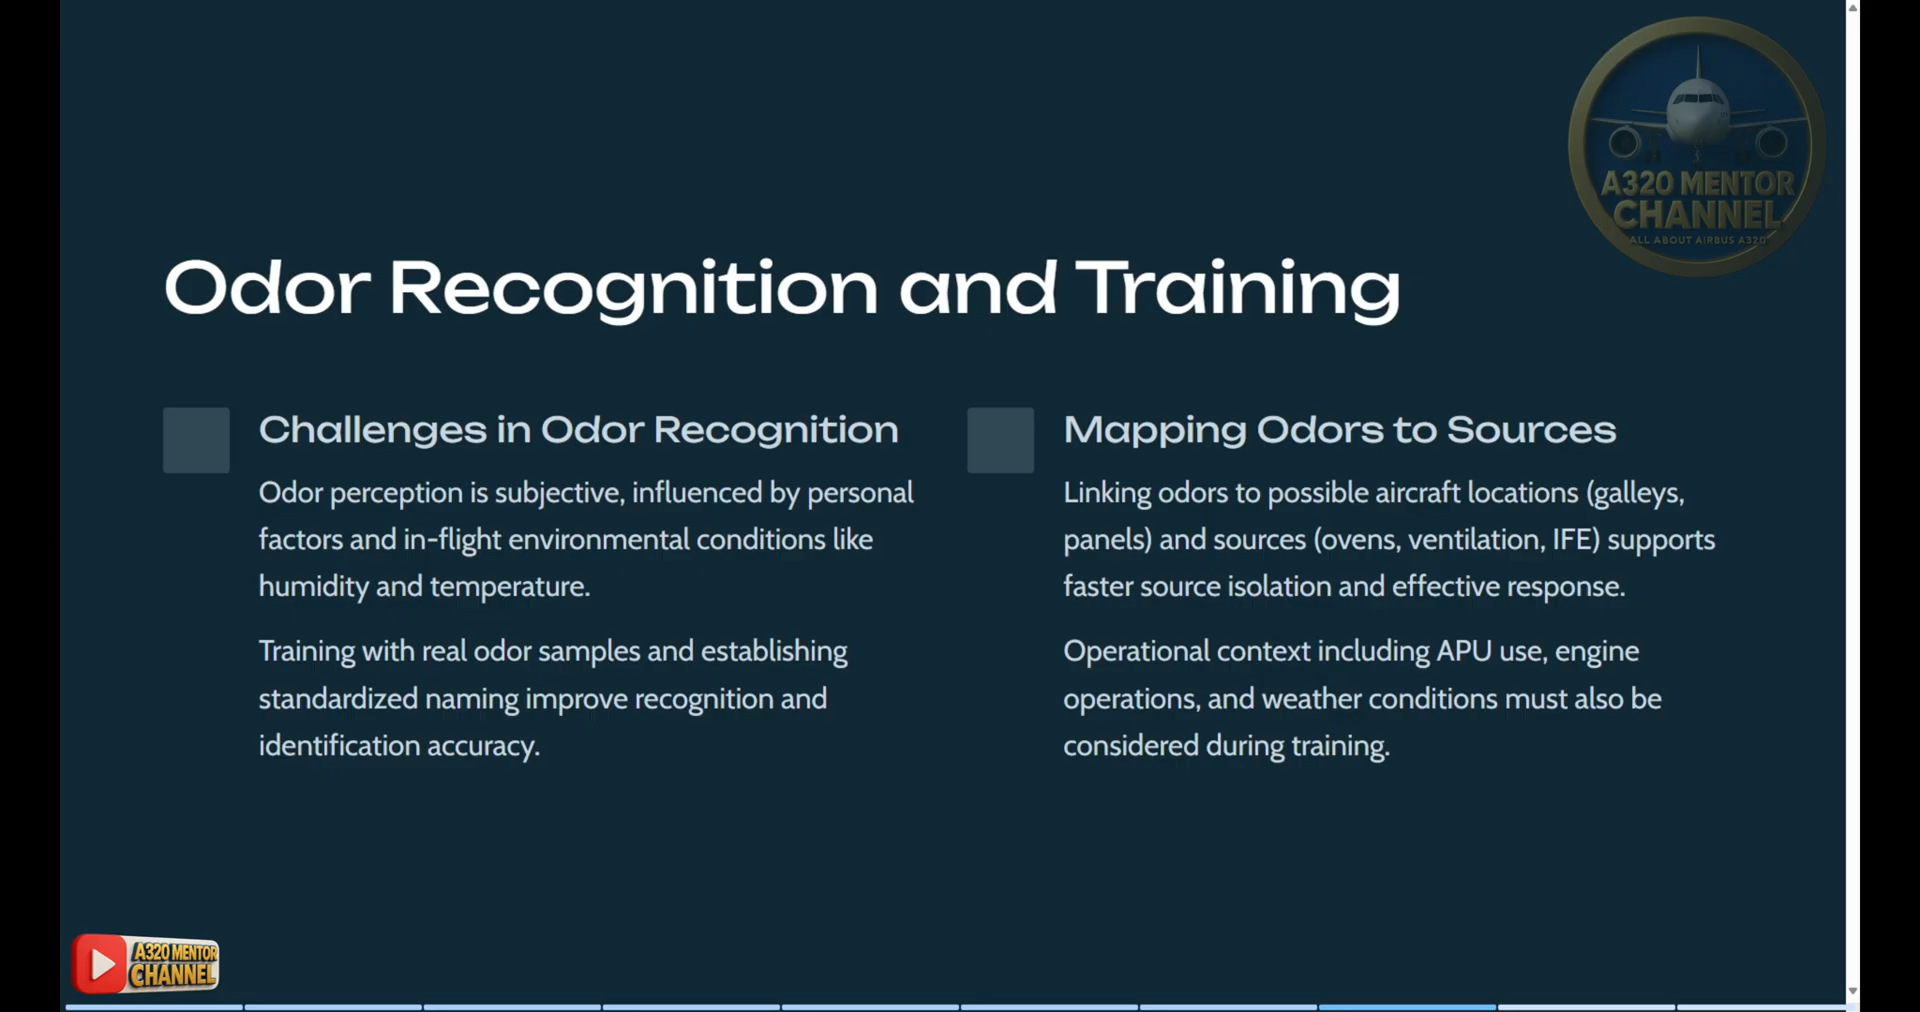 A320 MENTOR
CHANNEL
ALL ABOUT AIRBUS A320
Odor Recognition and Training
Challenges in Odor Recognition
Odor perception is subjective, influenced by personal
factors and in-flight environmental conditions like
humidity and temperature.
Training with real odor samples and establishing
standardized naming improve recognition and
identification accuracy.
Mapping Odors to Sources
Linking odors to possible aircraft locations (galleys,
panels) and sources (ovens, ventilation, IFE) supports
faster source isolation and effective response.
Operational context including APU use, engine
operations, and weather conditions must also be
considered during training.
A320 MENTOR
CHANNEL